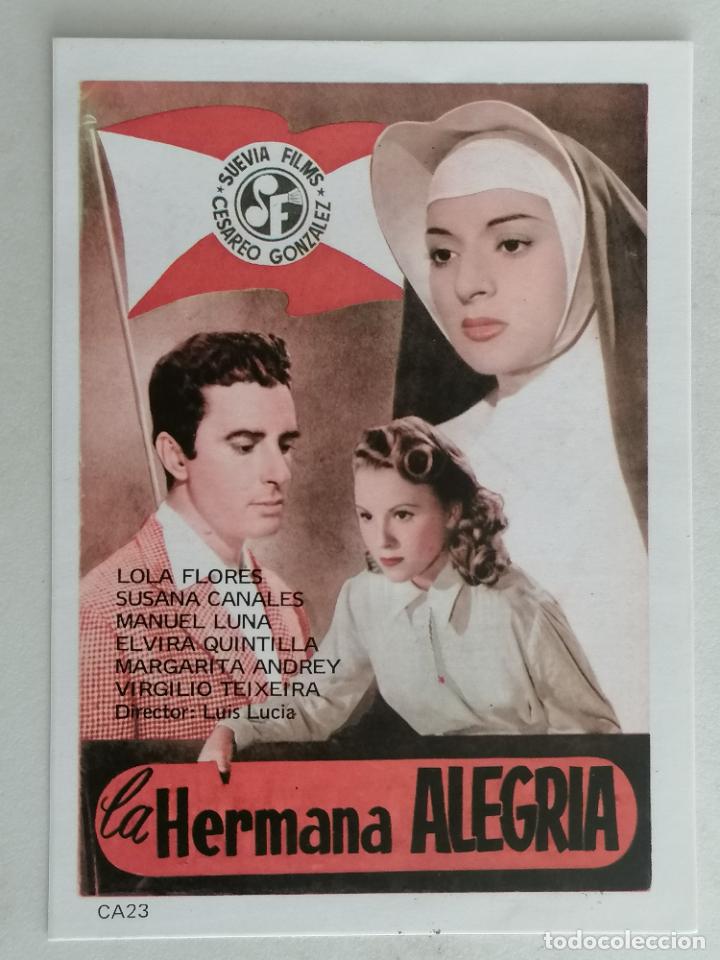 SUEVIA FILMS
CESAREO GONZALEZ
SF
LOLA FLORES
SUSANA CANALES
MANUEL LUNA
ELVIRA QUINTILLA
MARGARITA ANDREY
VIRGILIO TEIXEIRA
Director: Luis Lucia
la Hermana ALEGRIA
CA23
todocoleccion